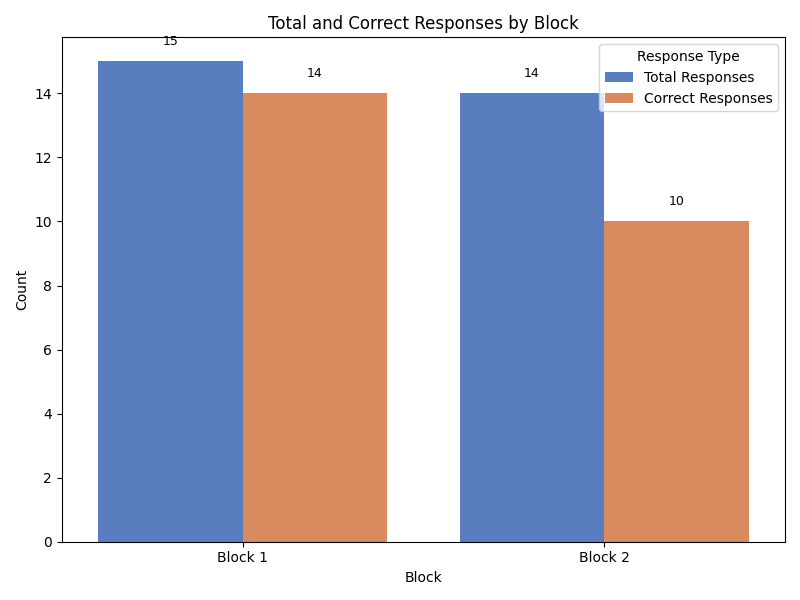 Total and Correct Responses by Block
15
14
14
10
Response Type
Total Responses
Correct Responses
14
12
10
8
6
4
2
0
Count
Block 1
Block 2
Block